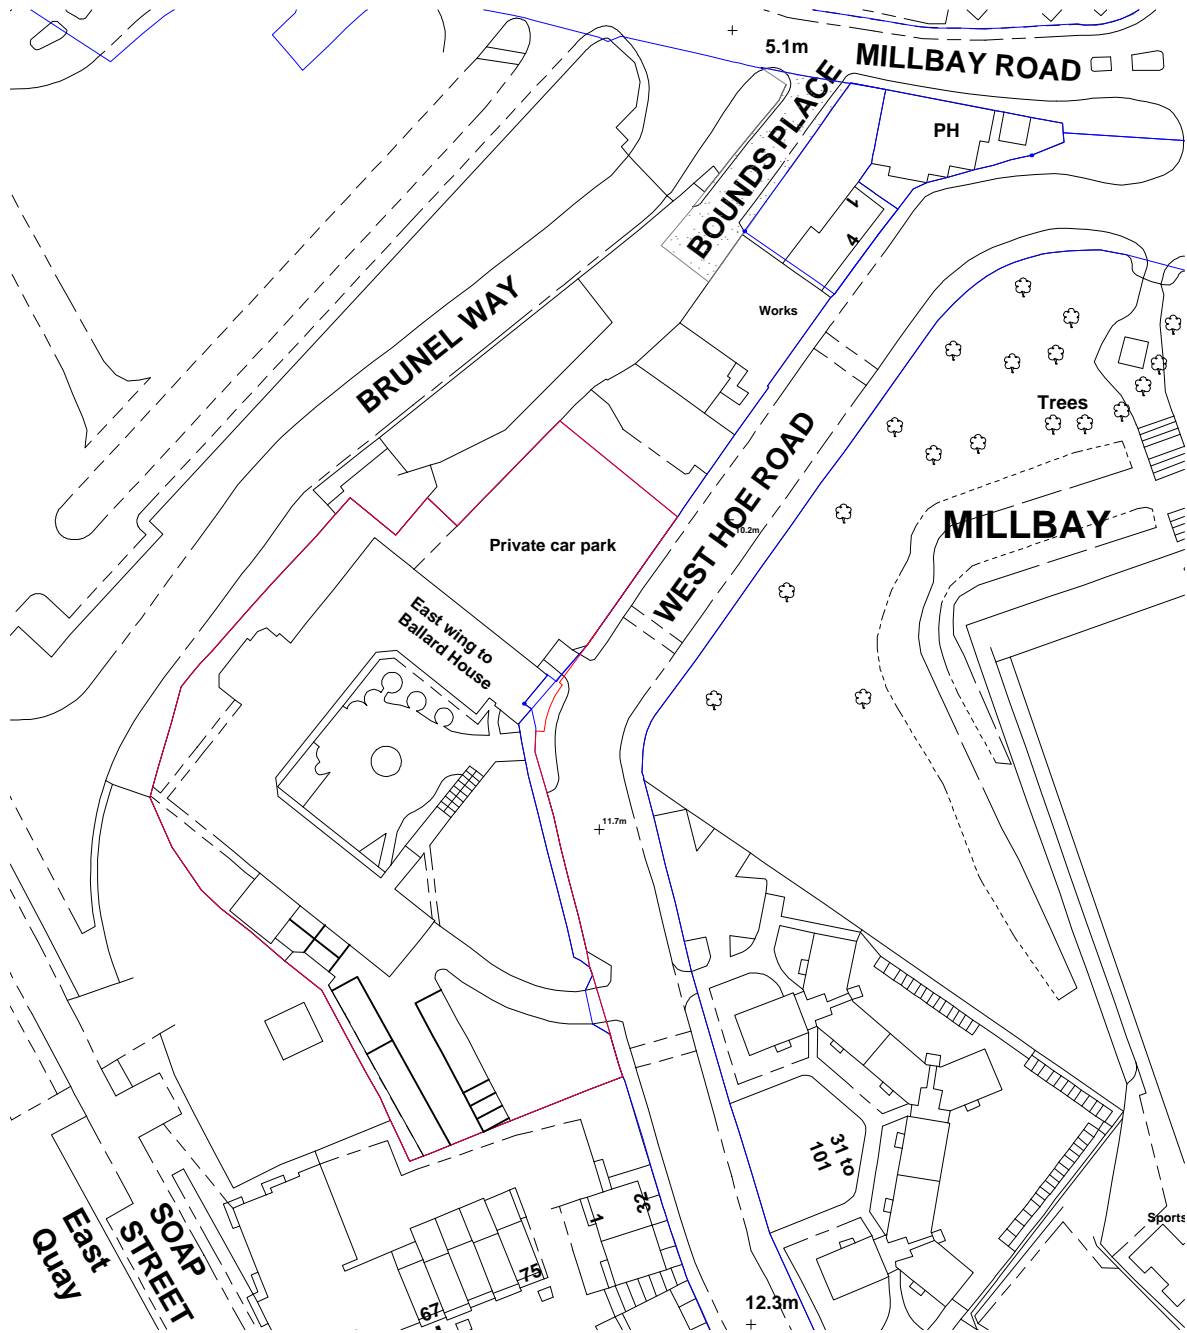 5.1m
MILLBAY ROAD
BOUNDS PLACE
PH
1
4
Works
BRUNEL WAY
Trees
WEST HOE ROAD
10.2m
MILLBAY
Private car park
East wing to
Ballard House
11.7m
31 to
101
Sports
SOAP
STREET
East
Quay
1
32
75
67
12.3m